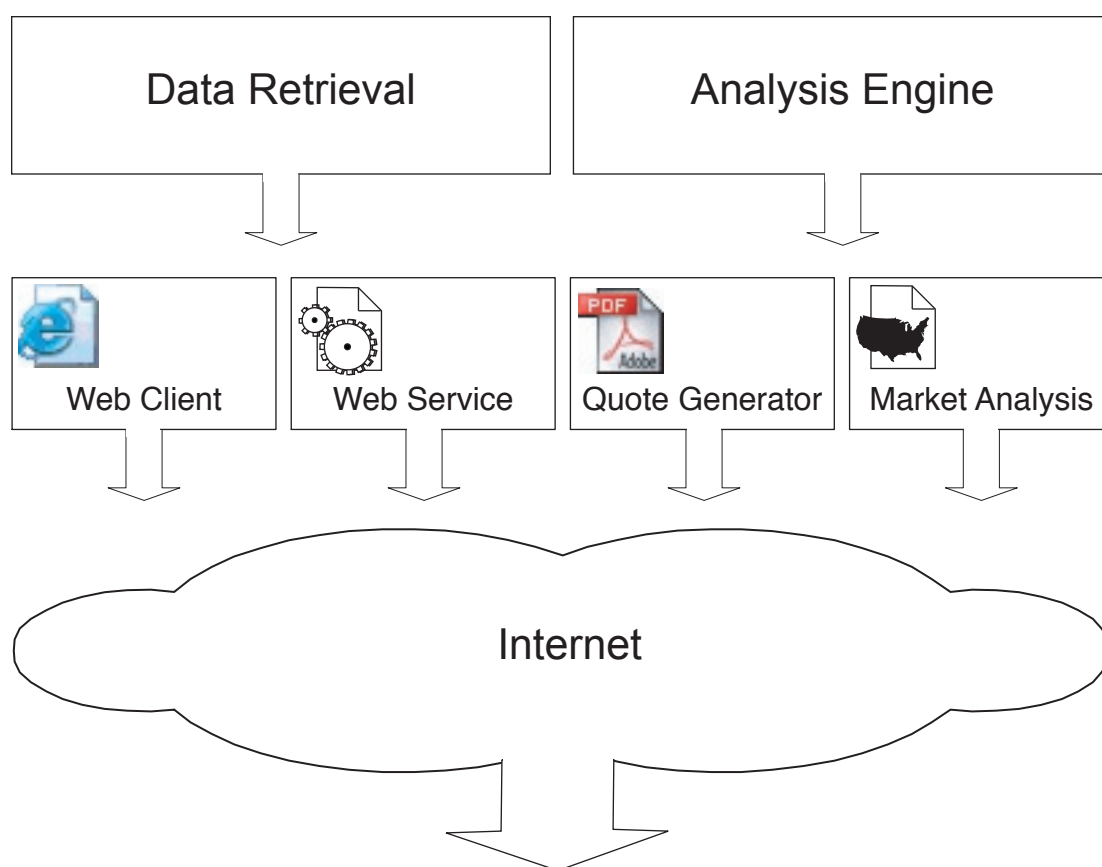 Data Retrieval
Analysis Engine
e
PDF
Adobe
Web Client
Web Service
Quote Generator
Market Analysis
Internet